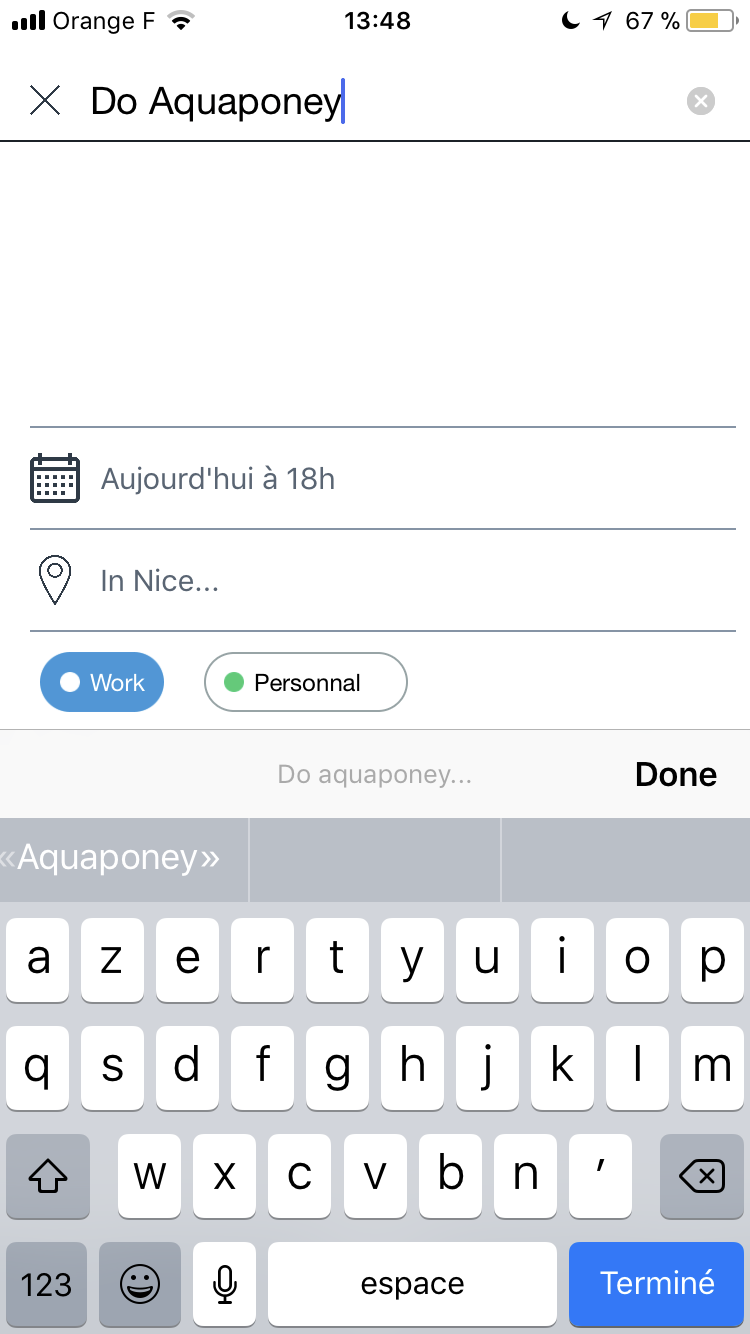 Orange F 13:48 67 %
Do Aquaponey
Aujourd'hui à 18h
In Nice...
Work Personnal
Do aquaponey... Done
«Aquaponey»
a z e r t y u i o p
q s d f g h j k l m
w x c v b n ′
123 espace Terminé